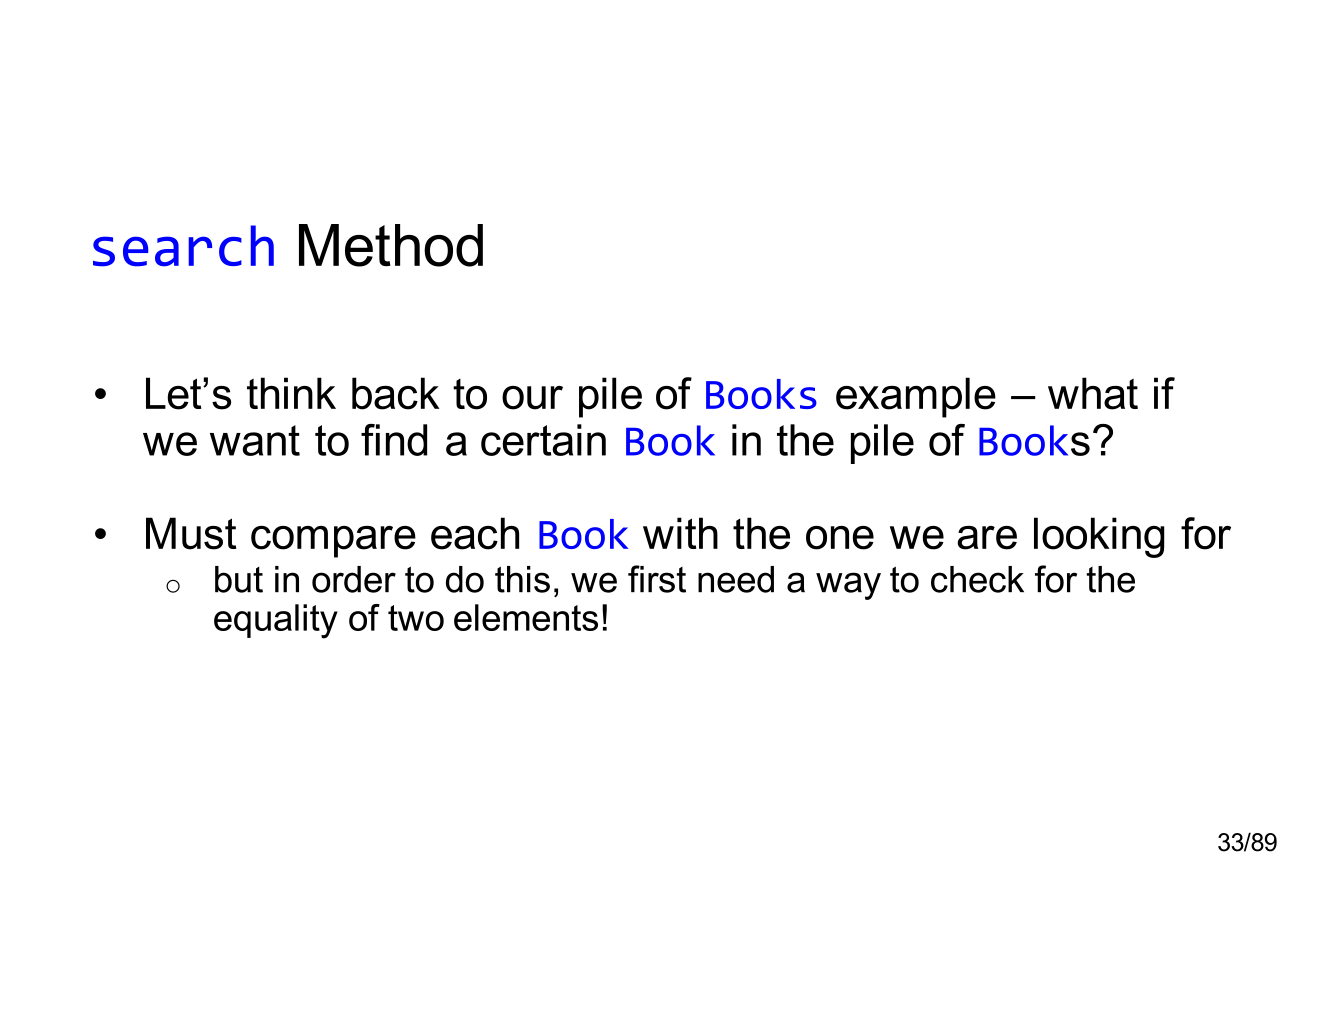 search Method
• Let’s think back to our pile of Books example – what if
we want to find a certain Book in the pile of Books?
• Must compare each Book with the one we are looking for
○ but in order to do this, we first need a way to check for the
equality of two elements!
33/89